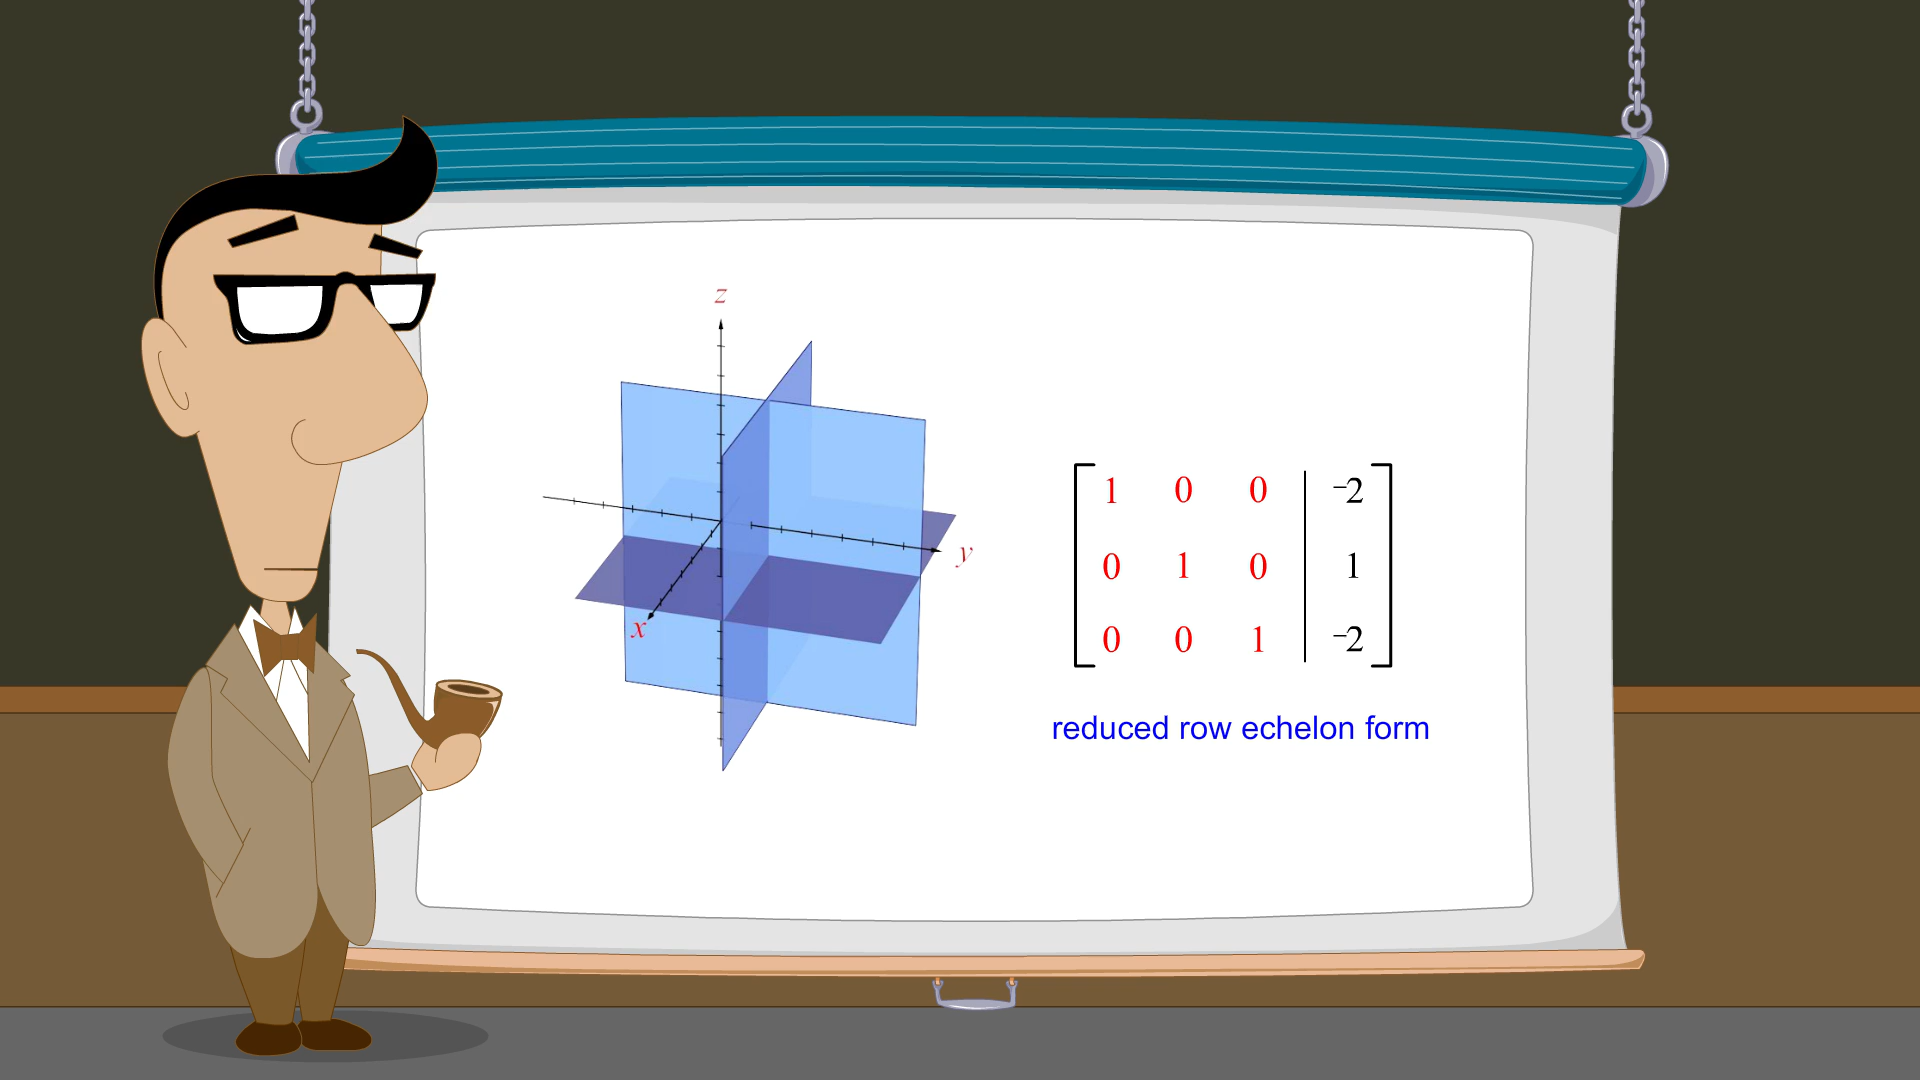 z
y
x
1 0 0 | −2
0 1 0 | 1
0 0 1 | −2
reduced row echelon form